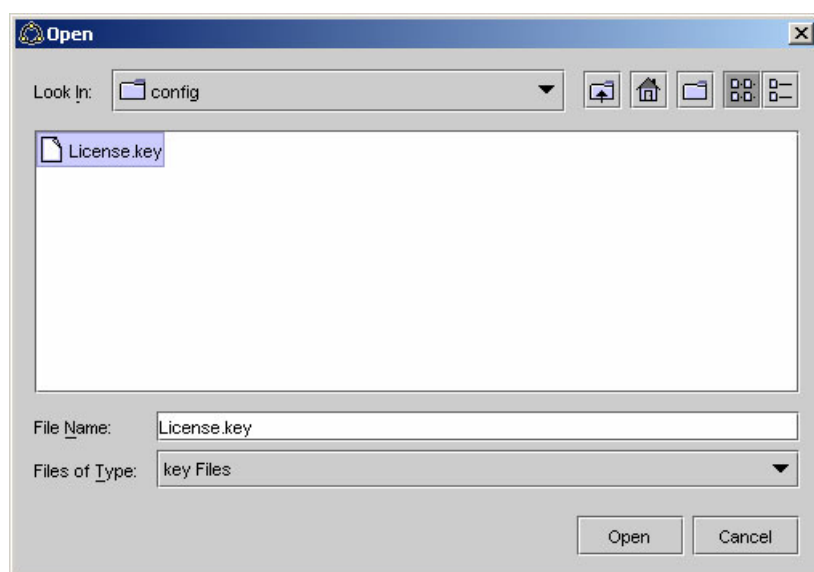 Open
Look In: config
License.key
File Name: License.key
Files of Type: key Files
Open Cancel